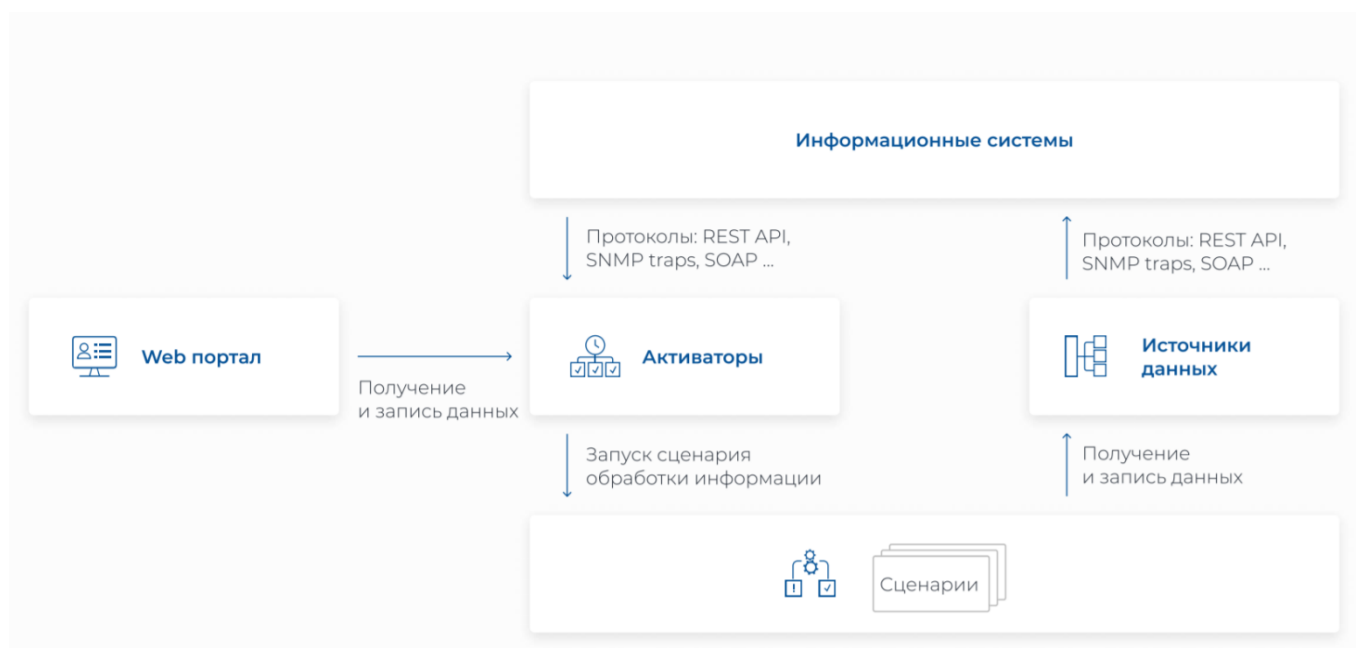 Информационные системы
Протоколы: REST API,
SNMP traps, SOAP ...
Протоколы: REST API,
SNMP traps, SOAP ...
Web портал
Получение
и запись данных
Активаторы
Источники
данных
Запуск сценария
обработки информации
Получение
и запись данных
Сценарии